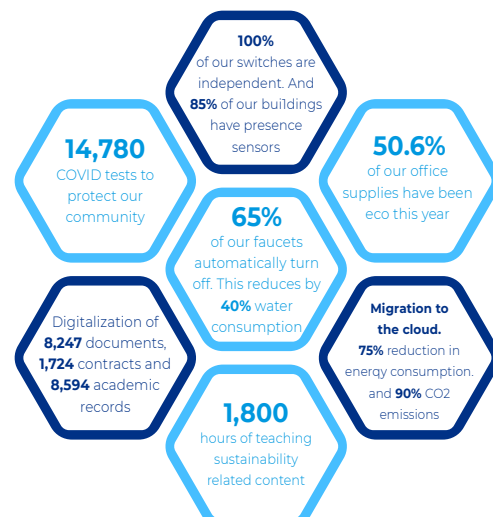 100%
of our switches are
independent. And
85% of our buildings
have presence
sensors
14,780
COVID tests to
protect our
community
50.6%
of our office
supplies have been
eco this year
65%
of our faucets
automatically turn
off. This reduces by
40% water
consumption
Digitalization of
8,247 documents,
1,724 contracts and
8,594 academic
records
Migration to
the cloud.
75% reduction in
energy consumption.
and 90% CO2
emissions
1,800
hours of teaching
sustainability
related content